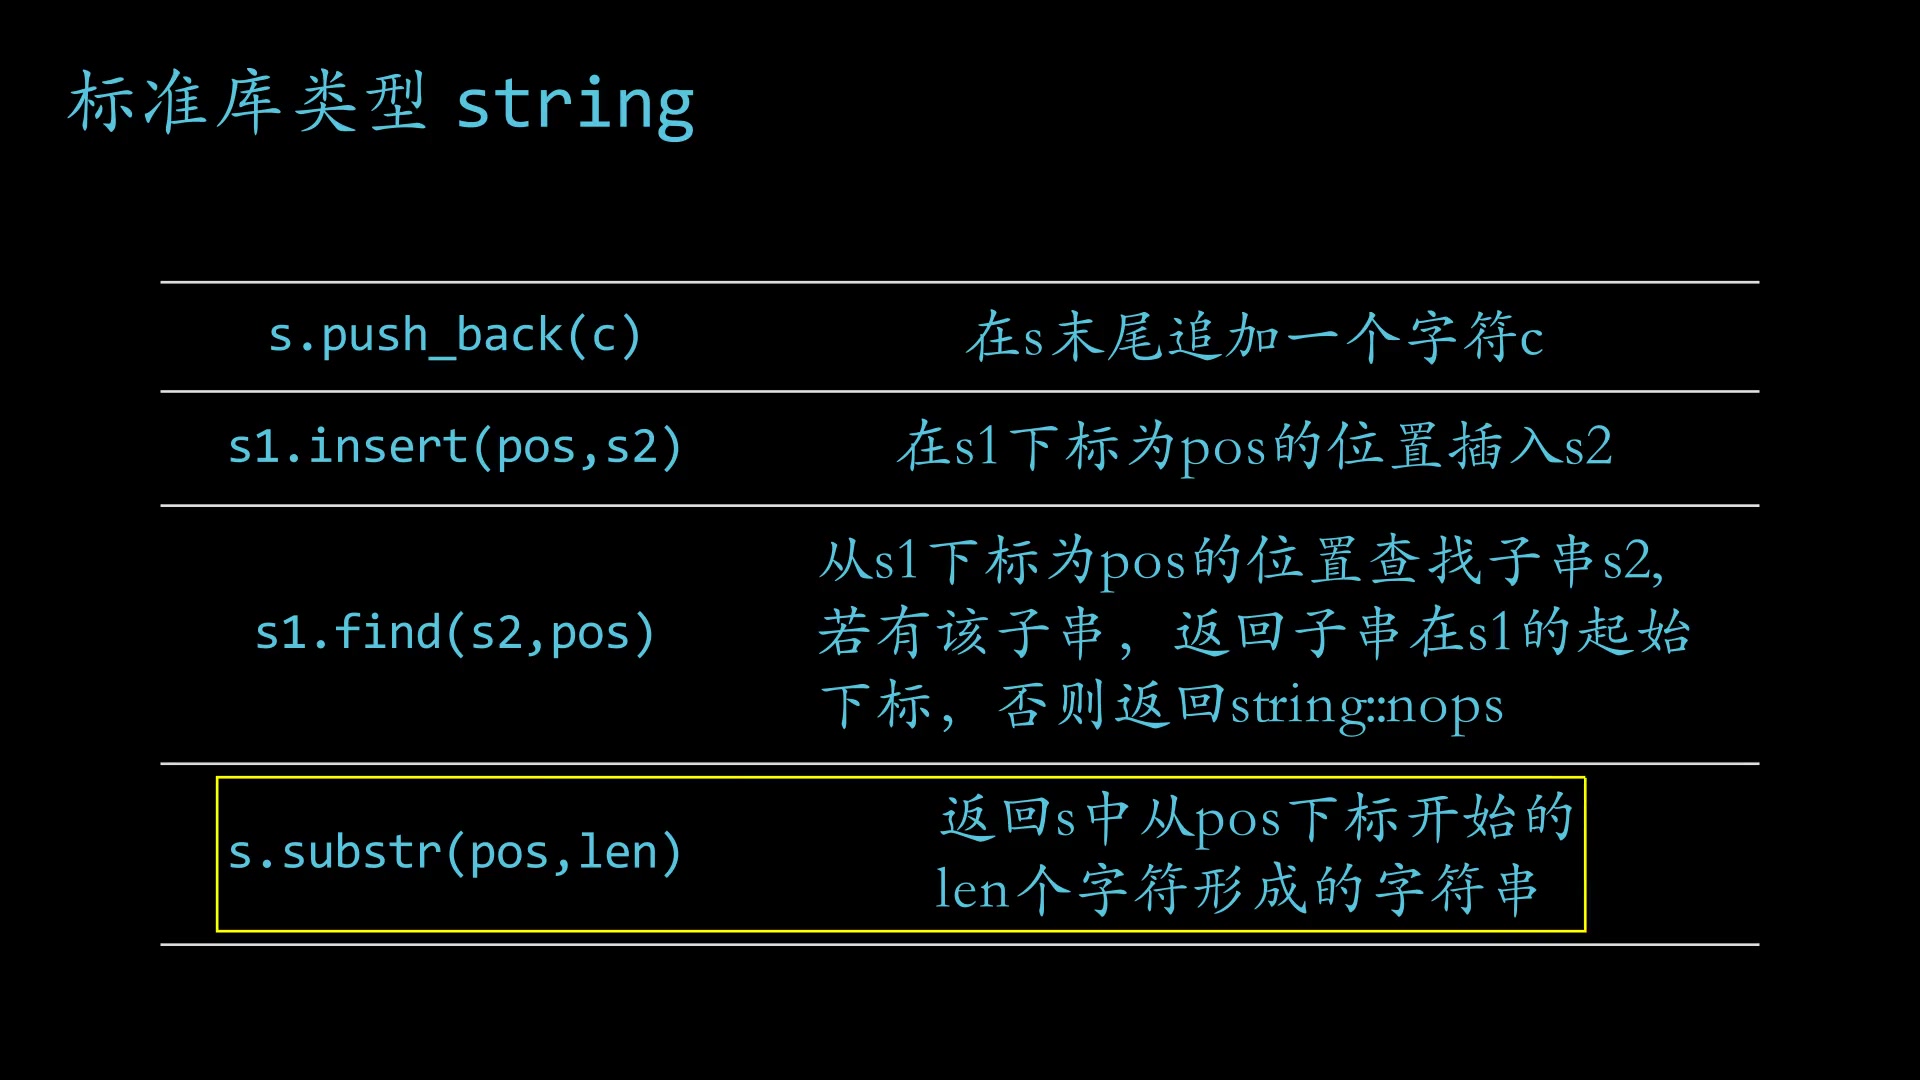 标准库类型 string
s.push_back(c)
在s末尾追加一个字符c
s1.insert(pos,s2)
在s1下标为pos的位置插入s2
s1.find(s2,pos)
从s1下标为pos的位置查找子串s2,
若有该子串，返回子串在s1的起始
下标，否则返回string::nops
s.substr(pos,len)
返回s中从pos下标开始的
len个字符形成的字符串